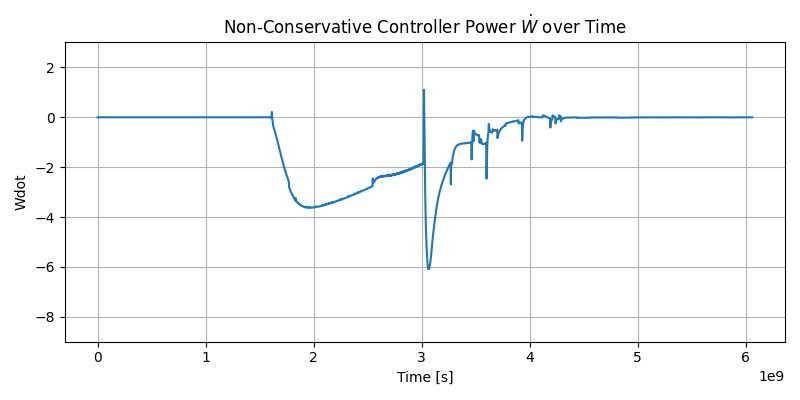 Non-Conservative Controller Power Ẇ over Time
Wdot
2
0
−2
−4
−6
−8
0 1 2 3 4 5 6
1e9
Time [s]